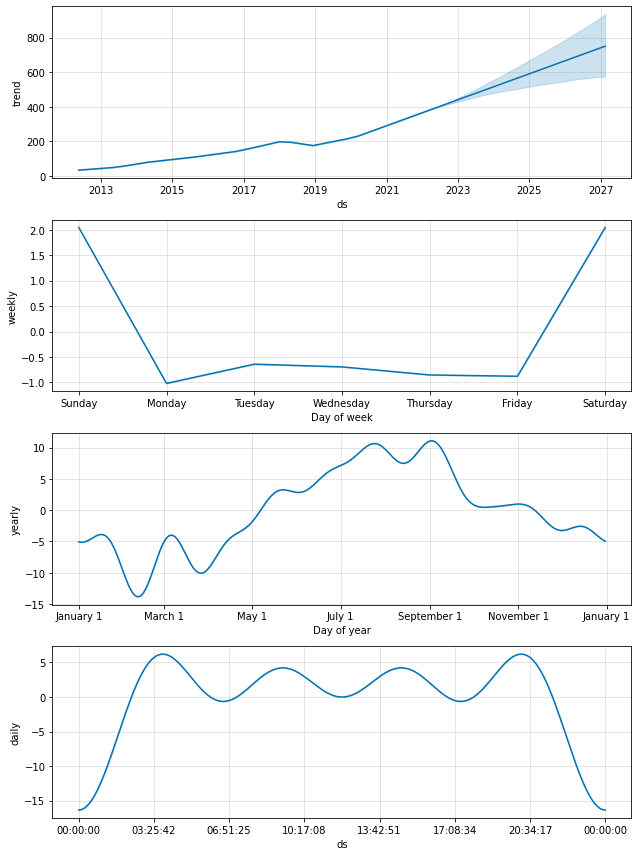 800
600
400
200
0
trend
2013 2015 2017 2019 2021 2023 2025 2027
ds
2.0
1.5
1.0
0.5
0.0
−0.5
−1.0
weekly
Sunday Monday Tuesday Wednesday Thursday Friday Saturday
Day of week
10
5
0
−5
−10
−15
yearly
January 1 March 1 May 1 July 1 September 1 November 1 January 1
Day of year
5
0
−5
−10
−15
daily
00:00:00 03:25:42 06:51:25 10:17:08 13:42:51 17:08:34 20:34:17 00:00:00
ds